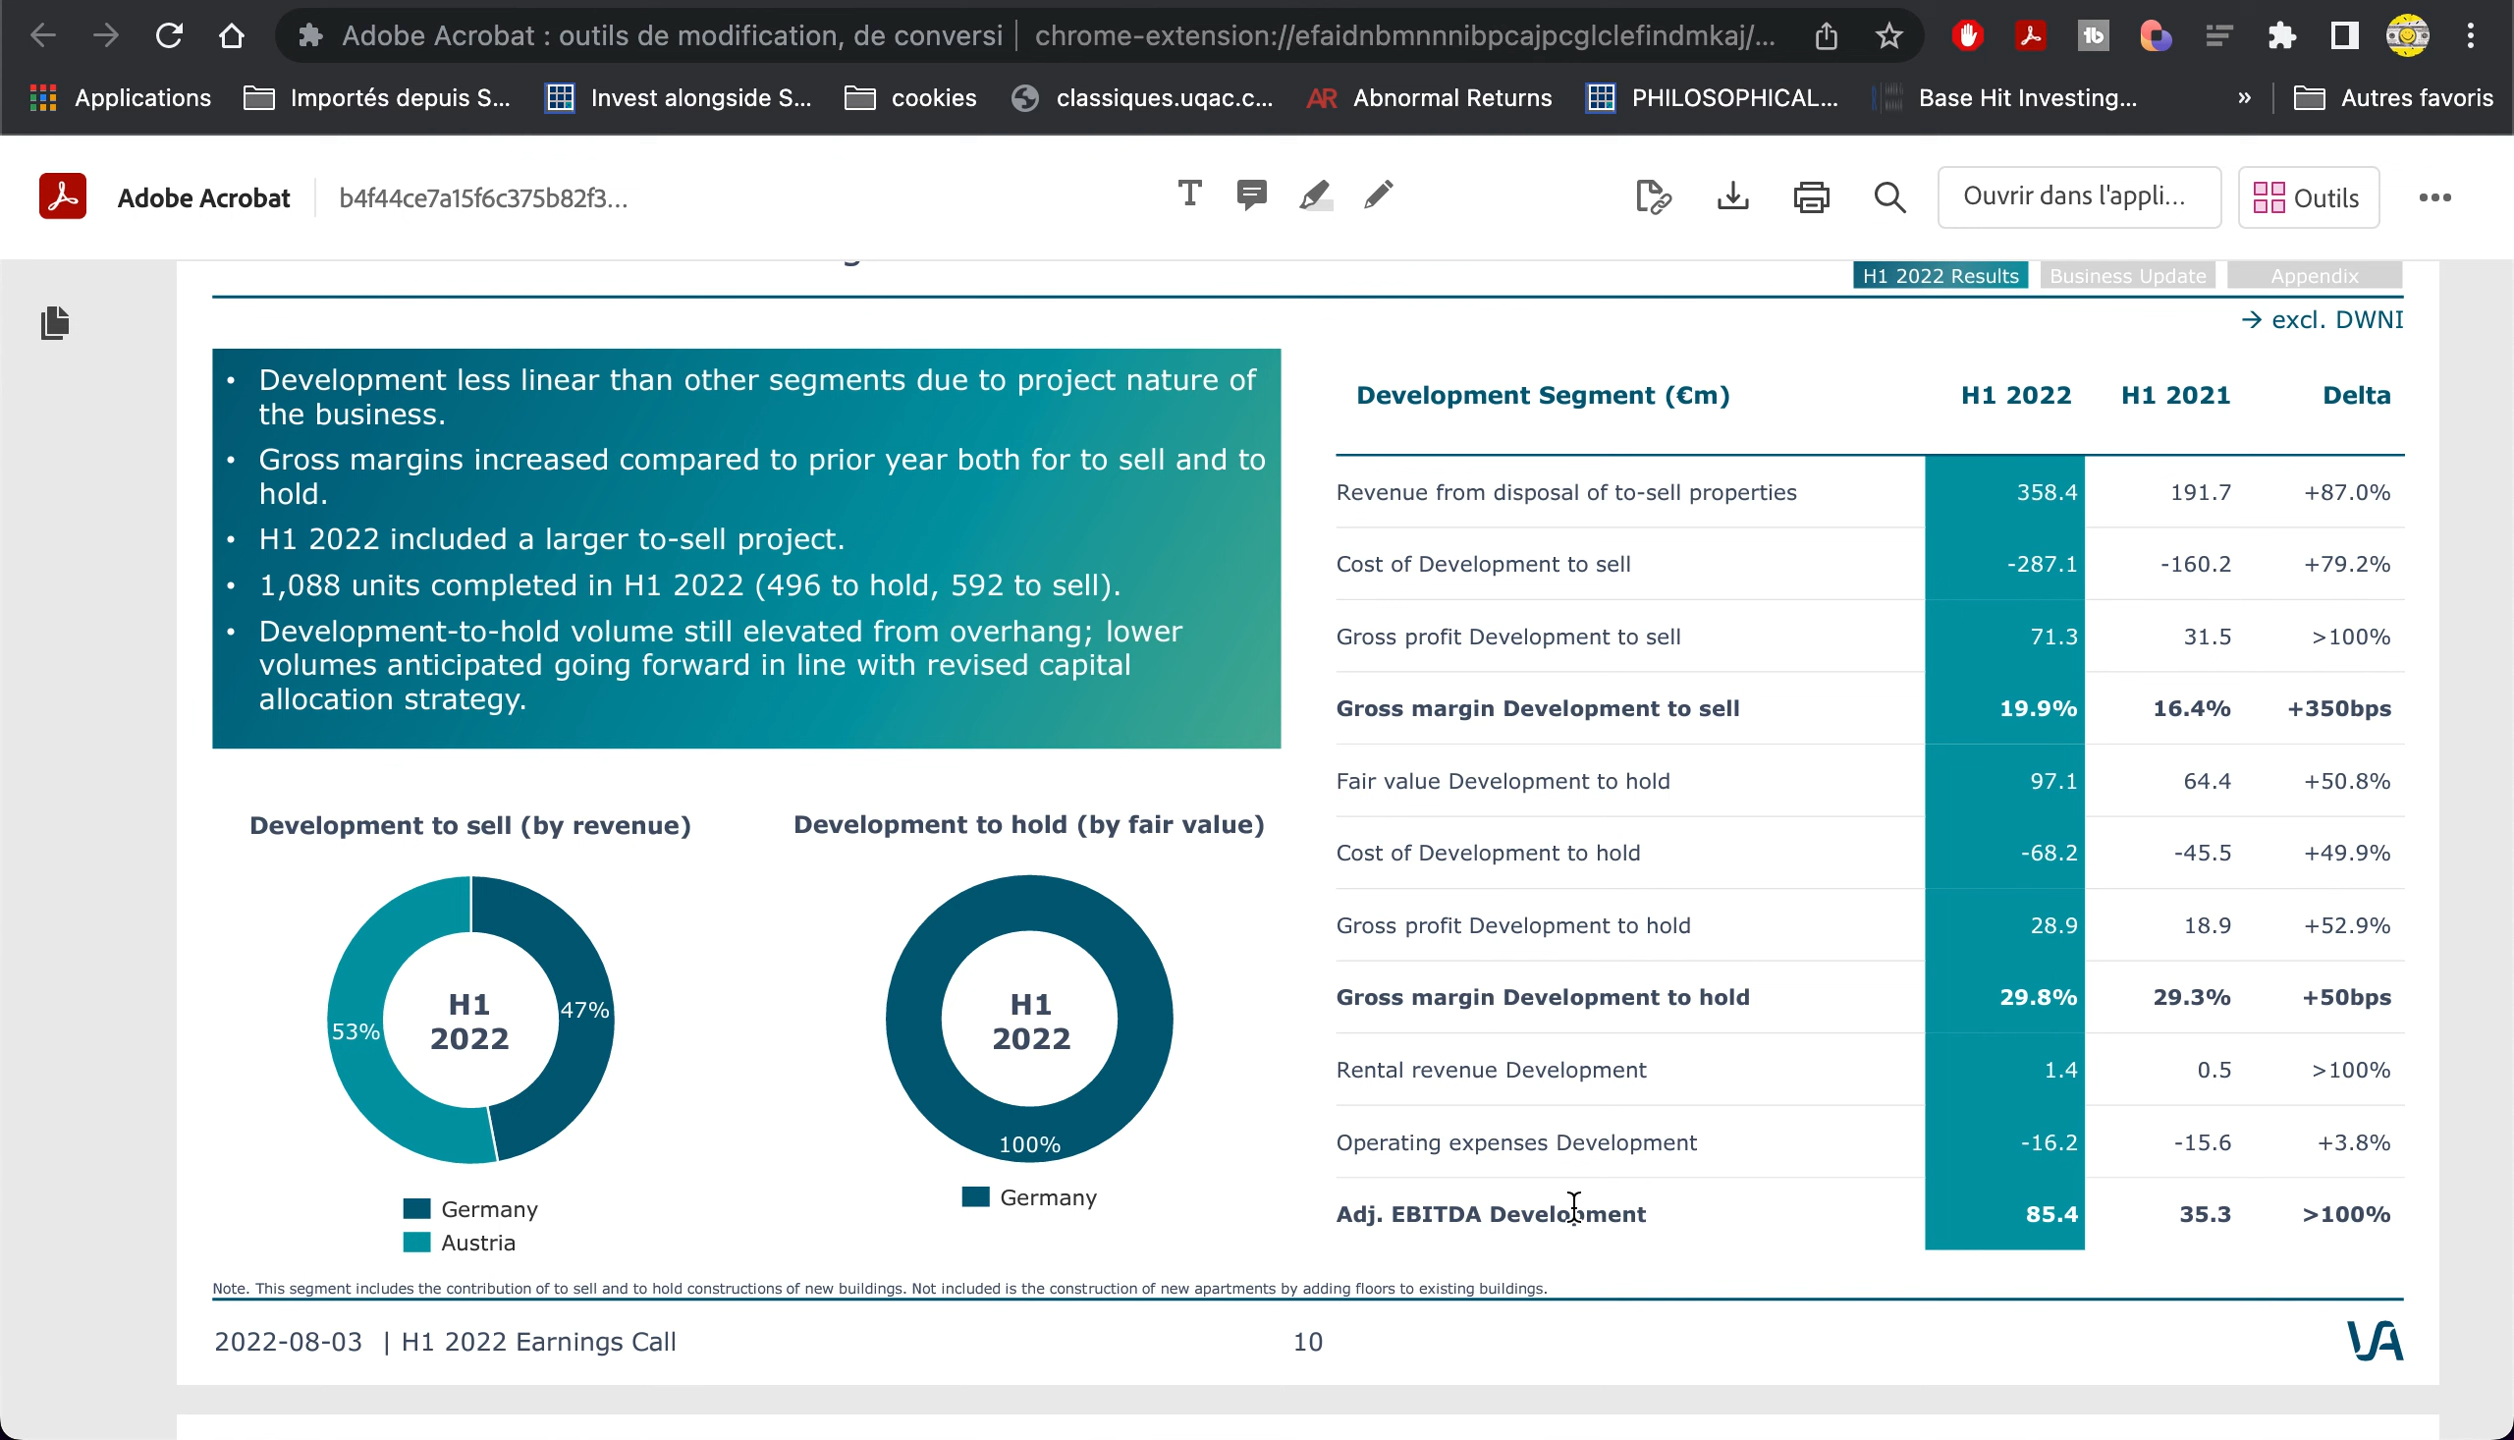 Adobe Acrobat : outils de modification, de conversi
chrome-extension://efaidnbmnnnibpcajpcglclefindmkaj/...
Applications
Importés depuis S...
Invest alongside S...
cookies
classiques.uqac.c...
AR Abnormal Returns
PHILOSOPHICAL...
Base Hit Investing...
»
Autres favoris
Adobe Acrobat
b4f44ce7a15f6c375b82f3...
Ouvrir dans l'appli...
Outils
H1 2022 Results
Business Update
Appendix
→ excl. DWNI
• Development less linear than other segments due to project nature of
the business.
• Gross margins increased compared to prior year both for to sell and to
hold.
• H1 2022 included a larger to-sell project.
• 1,088 units completed in H1 2022 (496 to hold, 592 to sell).
• Development-to-hold volume still elevated from overhang; lower
volumes anticipated going forward in line with revised capital
allocation strategy.
Development to sell (by revenue)
53%
H1
2022
47%
Germany
Austria
Development to hold (by fair value)
H1
2022
100%
Germany
Development Segment (€m) H1 2022 H1 2021 Delta
Revenue from disposal of to-sell properties 358.4 191.7 +87.0%
Cost of Development to sell -287.1 -160.2 +79.2%
Gross profit Development to sell 71.3 31.5 >100%
Gross margin Development to sell 19.9% 16.4% +350bps
Fair value Development to hold 97.1 64.4 +50.8%
Cost of Development to hold -68.2 -45.5 +49.9%
Gross profit Development to hold 28.9 18.9 +52.9%
Gross margin Development to hold 29.8% 29.3% +50bps
Rental revenue Development 1.4 0.5 >100%
Operating expenses Development -16.2 -15.6 +3.8%
Adj. EBITDA Development 85.4 35.3 >100%
Note. This segment includes the contribution of to sell and to hold constructions of new buildings. Not included is the construction of new apartments by adding floors to existing buildings.
2022-08-03 | H1 2022 Earnings Call
10